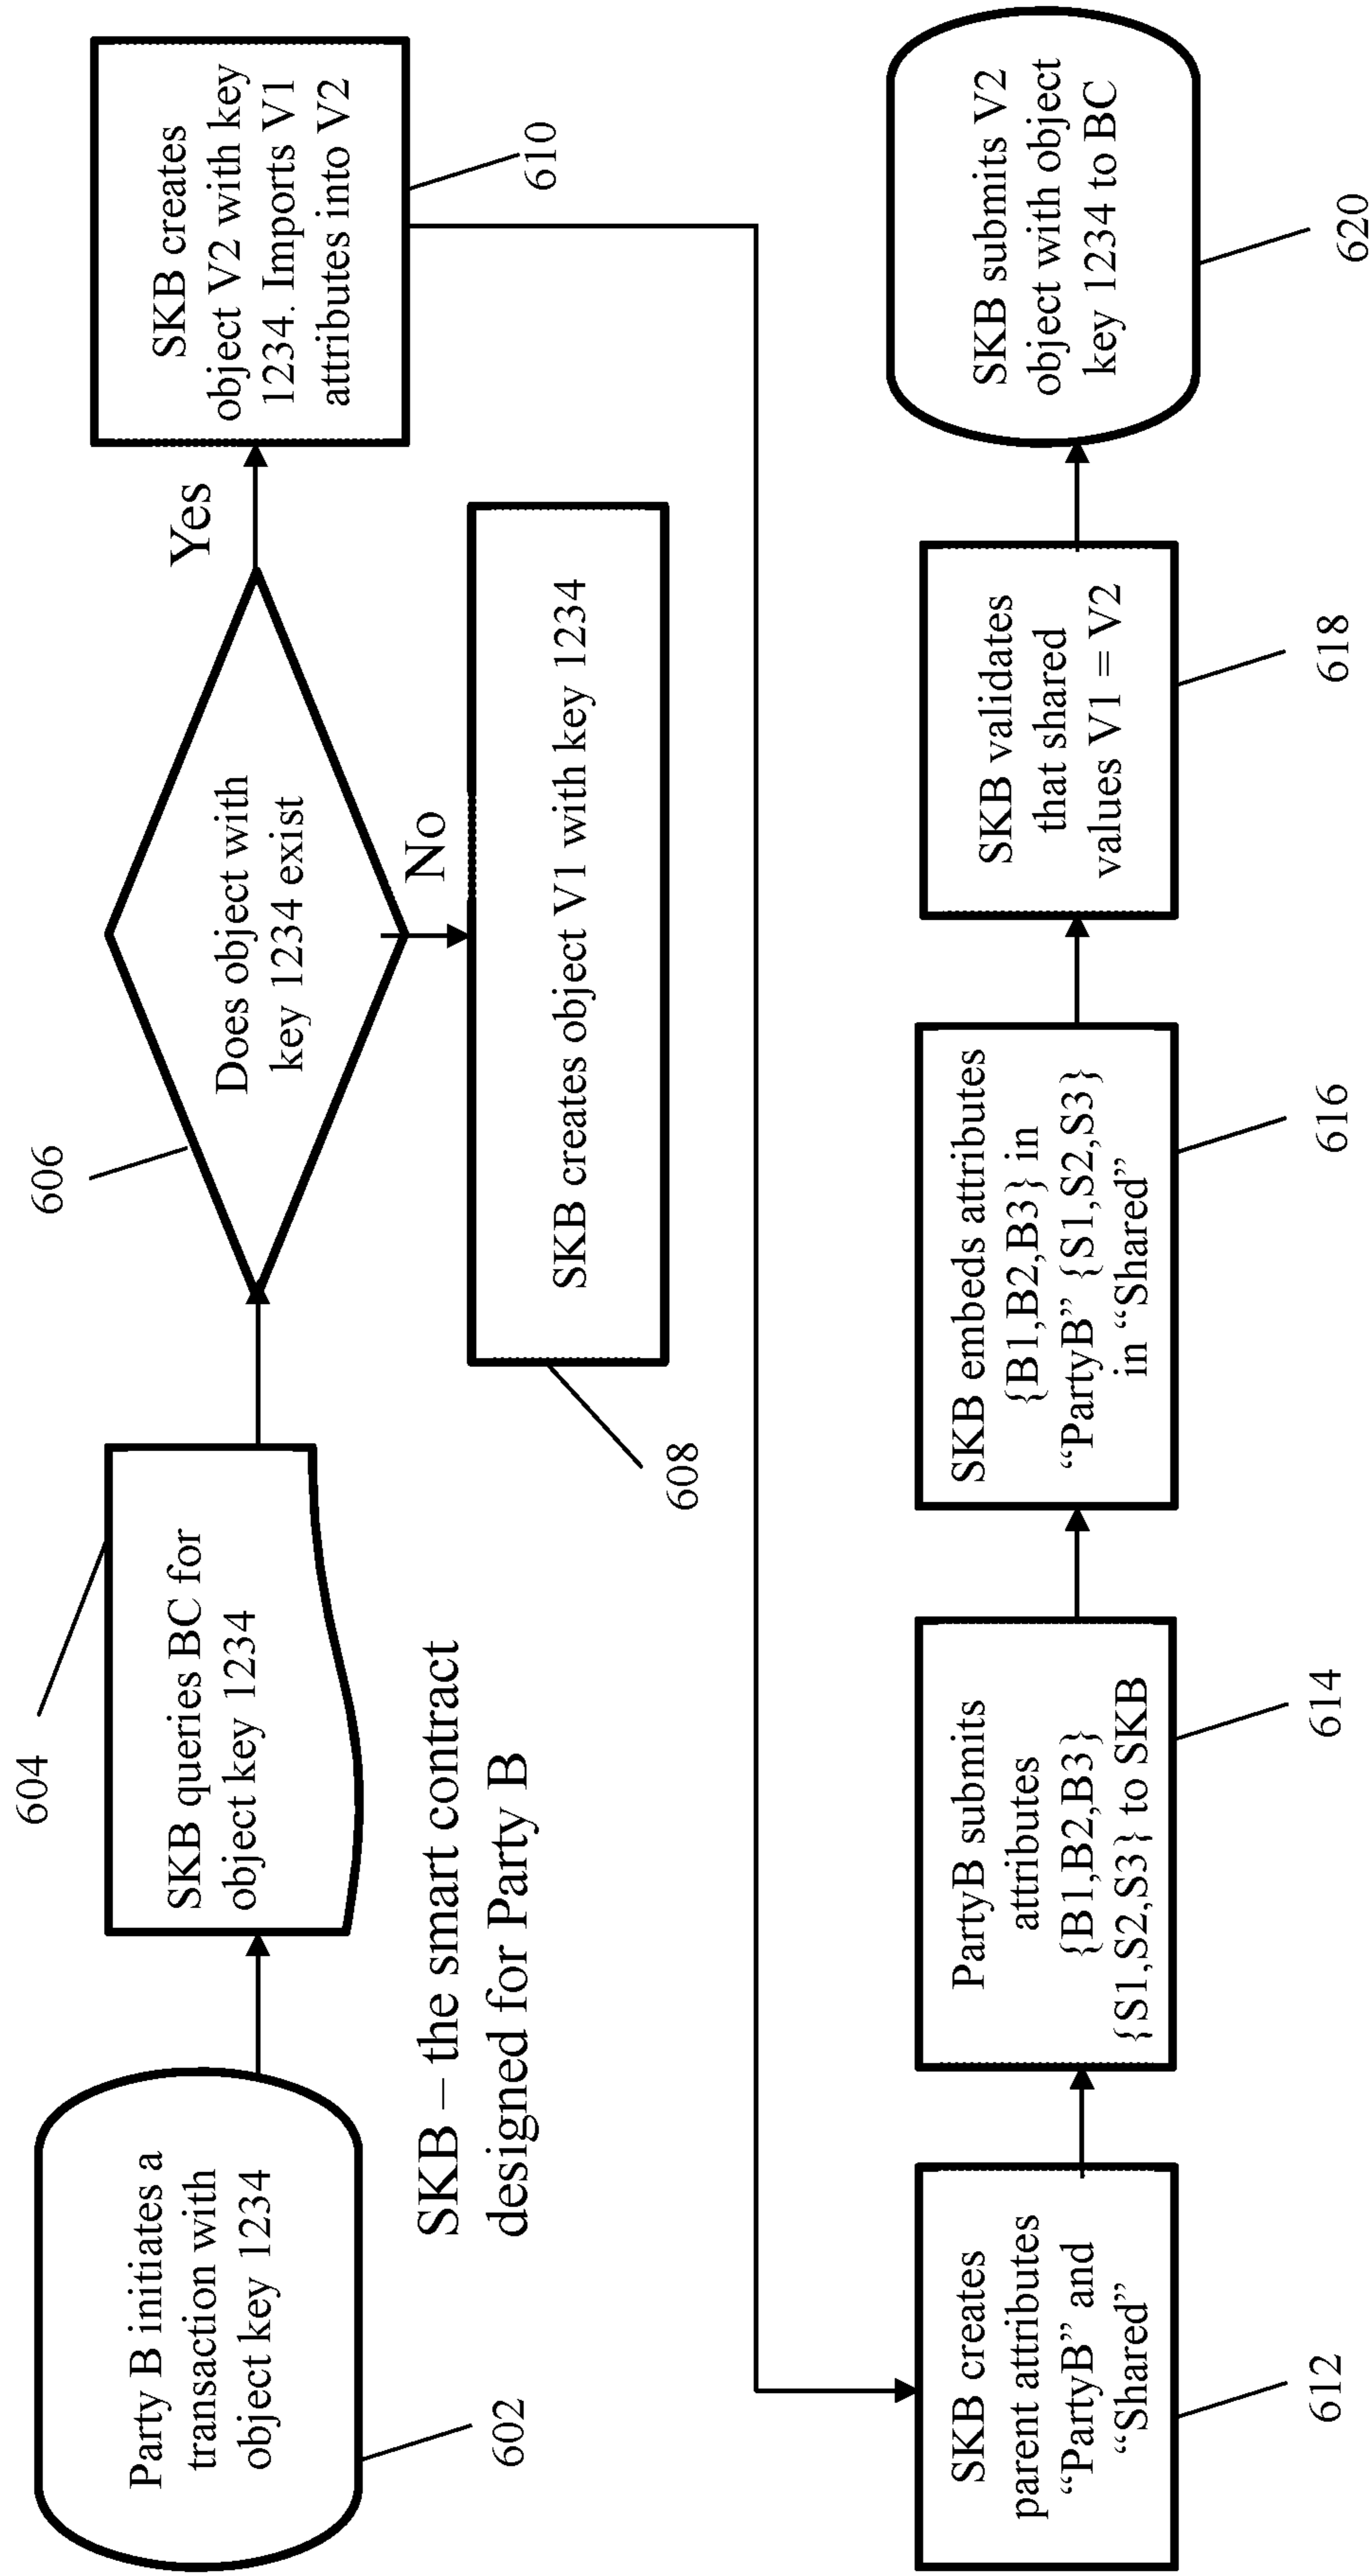 Party B initiates a
transaction with
object key 1234
602
SKB queries BC for
object key 1234
604
Does object with
key 1234 exist
606
Yes
No
SKB creates object V1 with key 1234
608
SKB creates
object V2 with key
1234. Imports V1
attributes into V2
610
SKB – the smart contract
designed for Party B
SKB creates
parent attributes
“PartyB” and
“Shared”
612
PartyB submits
attributes
{B1,B2,B3}
{S1,S2,S3} to SKB
614
SKB embeds attributes
{B1,B2,B3} in
“PartyB” {S1,S2,S3}
in “Shared”
616
SKB validates
that shared
values V1 = V2
618
SKB submits V2
object with object
key 1234 to BC
620